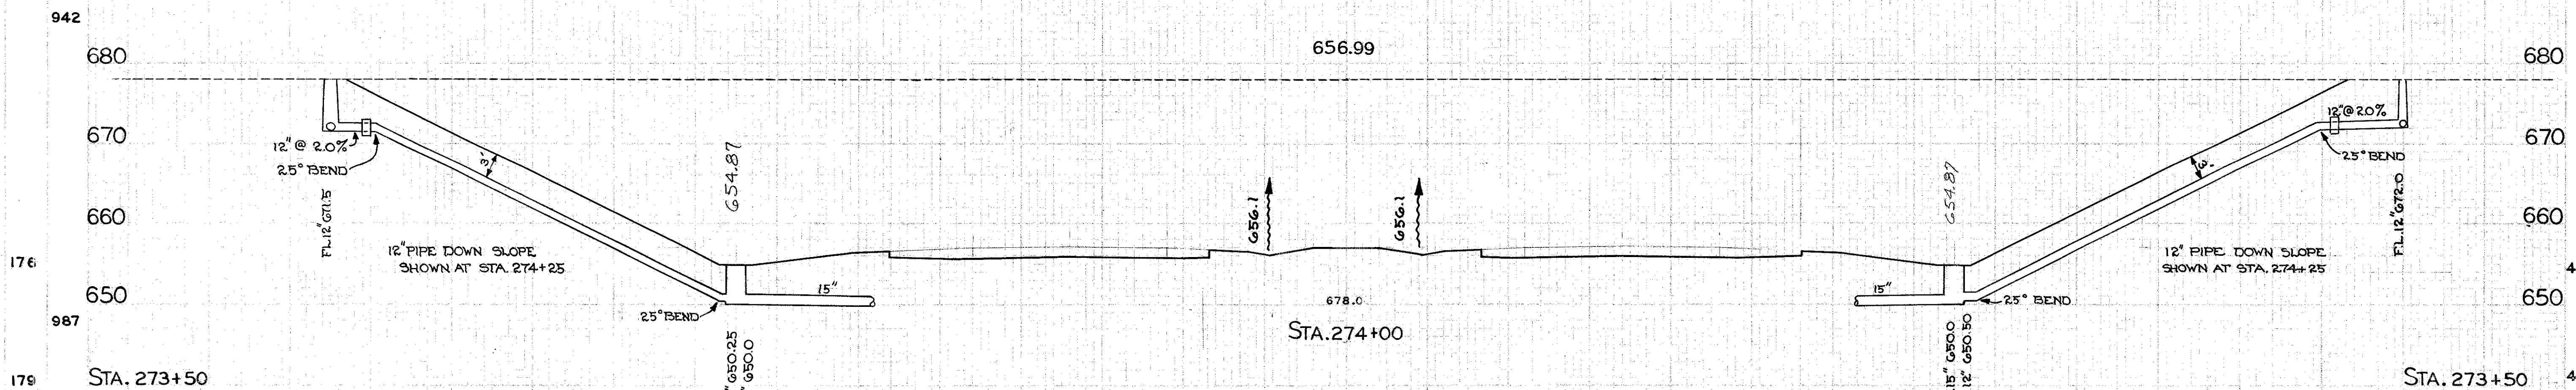 942
680
656.99
680
12"@ 2.0%
670
670
12"@ 2.0%
25° BEND
3'
654.87
654.87
3'
25° BEND
F.L.12"671.5
F.L.12"672.0
656.1
656.1
660
660
12" PIPE DOWN SLOPE
SHOWN AT STA. 274+25
12" PIPE DOWN SLOPE
SHOWN AT STA. 274+25
176
4
650
15"
678.0
15"
650
25° BEND
25° BEND
987
STA. 274+00
" 650.25
" 650.0
15" 650.0
12" 650.50
179
STA. 273+50
STA. 273+50
4